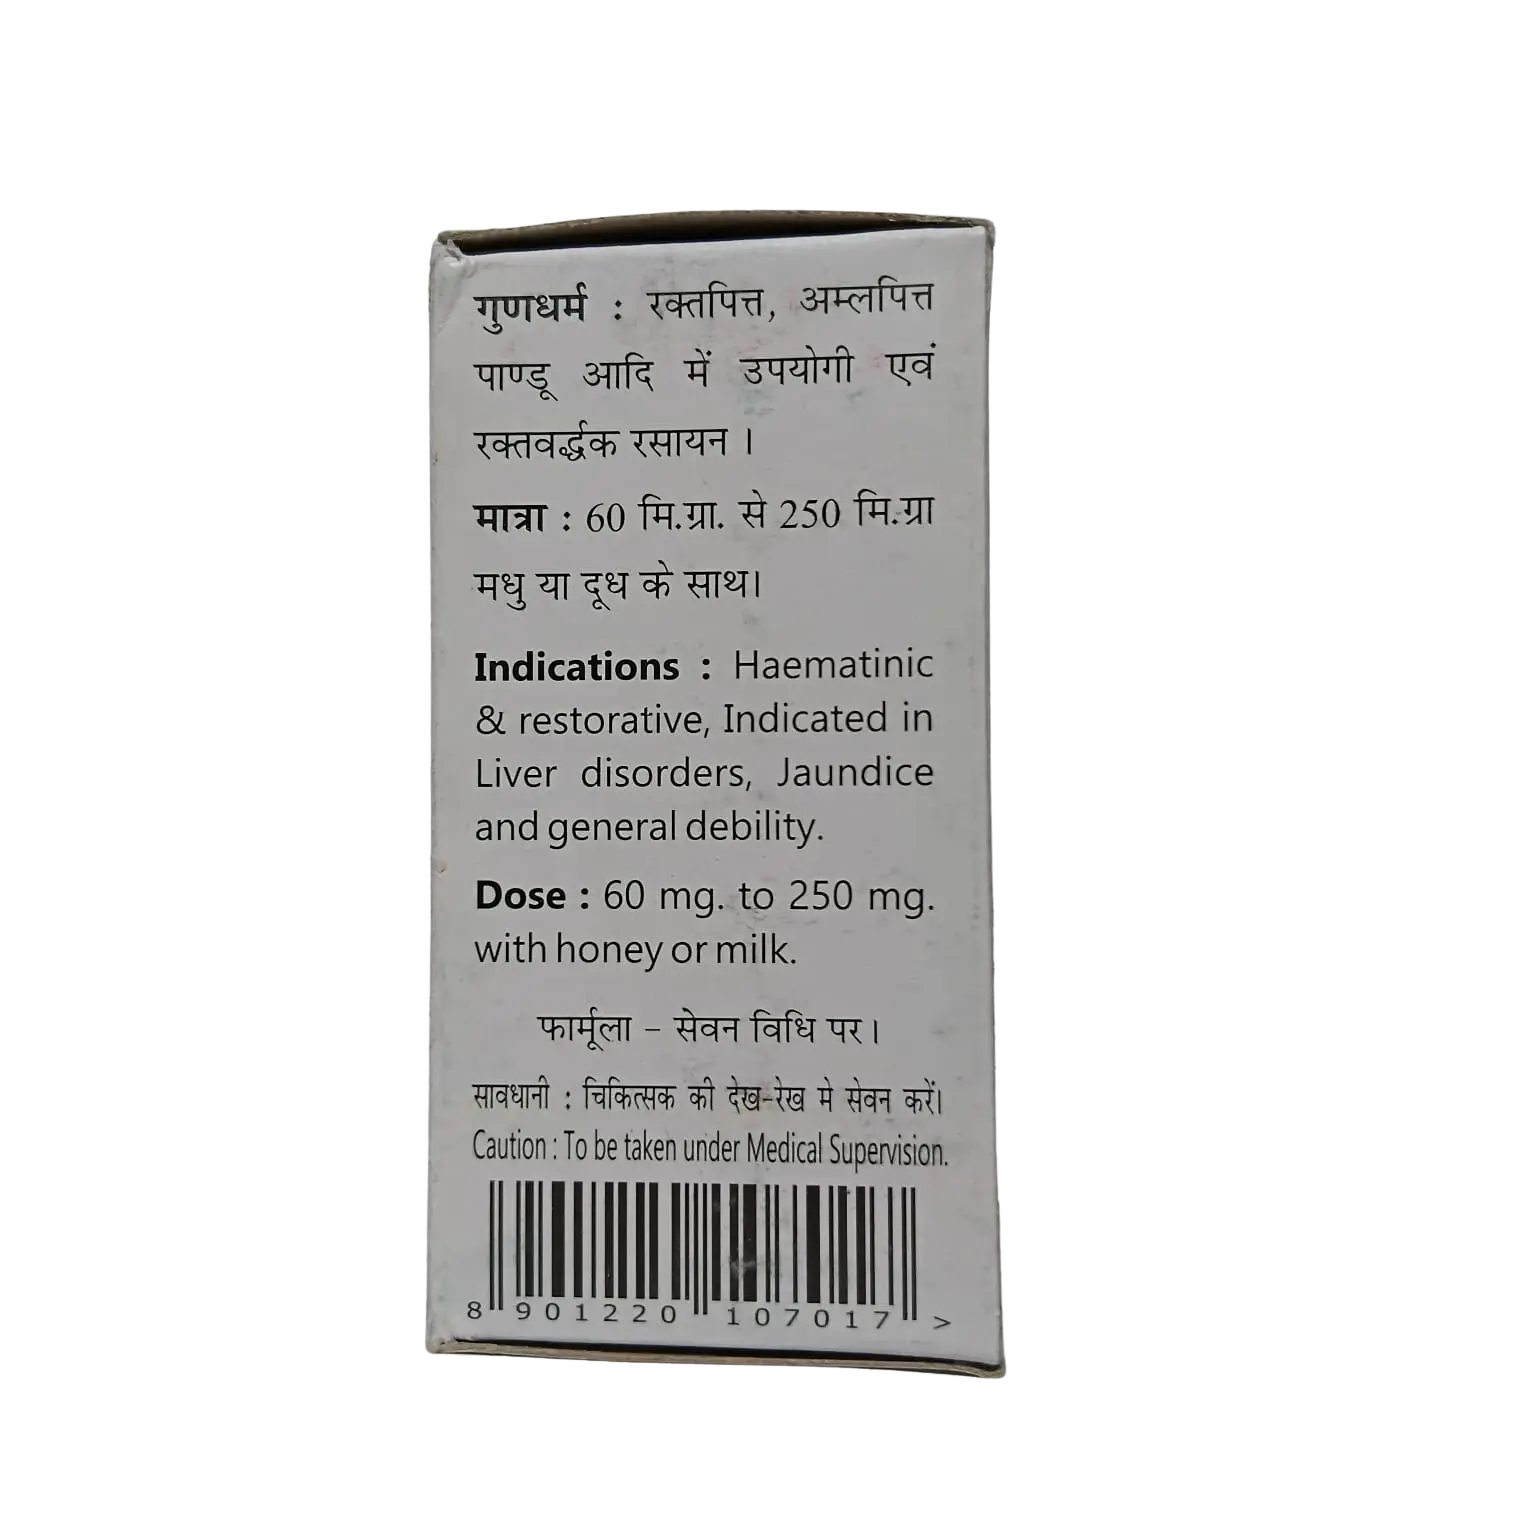 गुणधर्म : रक्तपित्त, अम्लपित्त
पाण्डू आदि में उपयोगी एवं
रक्तवर्द्धक रसायन ।
मात्रा : 60 मि.ग्रा. से 250 मि.ग्रा
मधु या दूध के साथ।
Indications : Haematinic
& restorative, Indicated in
Liver disorders, Jaundice
and general debility.
Dose : 60 mg. to 250 mg.
with honey or milk.
फार्मूला - सेवन विधि पर।
सावधानी : चिकित्सक की देख-रेख मे सेवन करें।
Caution : To be taken under Medical Supervision.
8 901220 107017 >